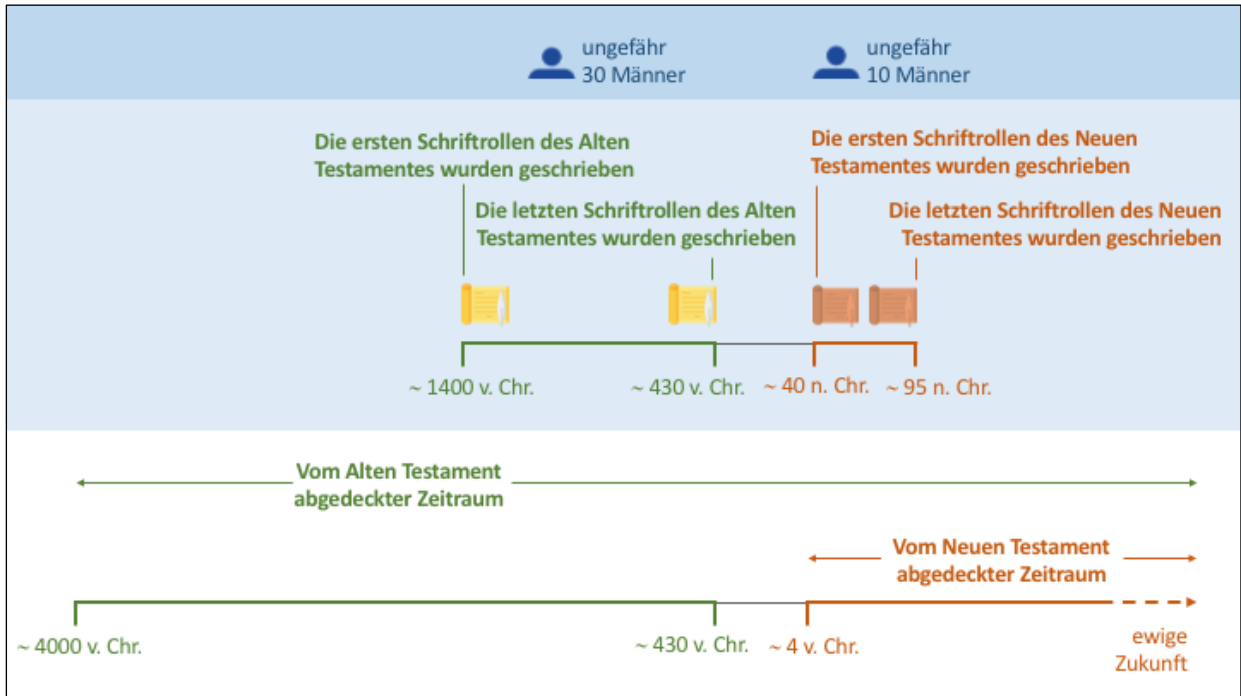 ungefähr
30 Männer
ungefähr
10 Männer
Die ersten Schriftrollen des Alten
Testamentes wurden geschrieben
Die ersten Schriftrollen des Neuen
Testamentes wurden geschrieben
Die letzten Schriftrollen des Alten
Testamentes wurden geschrieben
Die letzten Schriftrollen des Neuen
Testamentes wurden geschrieben
~ 1400 v. Chr.
~ 430 v. Chr.
~ 40 n. Chr.
~ 95 n. Chr.
Vom Alten Testament
abgedeckter Zeitraum
Vom Neuen Testament
abgedeckter Zeitraum
~ 4000 v. Chr.
~ 430 v. Chr.
~ 4 v. Chr.
ewige
Zukunft